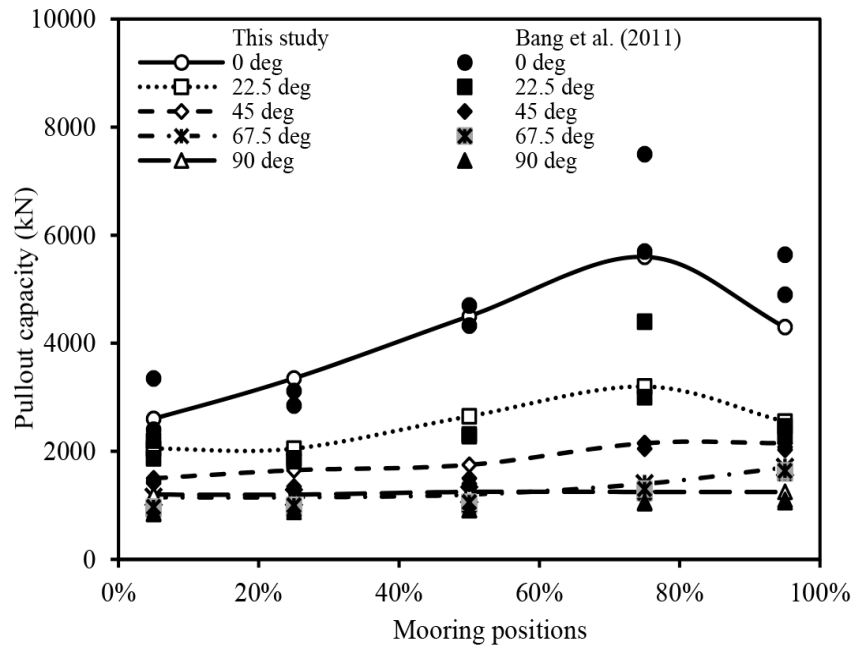 10000
8000
6000
4000
2000
0
Pullout capacity (kN)
This study
0 deg
22.5 deg
45 deg
67.5 deg
90 deg
Bang et al. (2011)
0 deg
22.5 deg
45 deg
67.5 deg
90 deg
0% 20% 40% 60% 80% 100%
Mooring positions